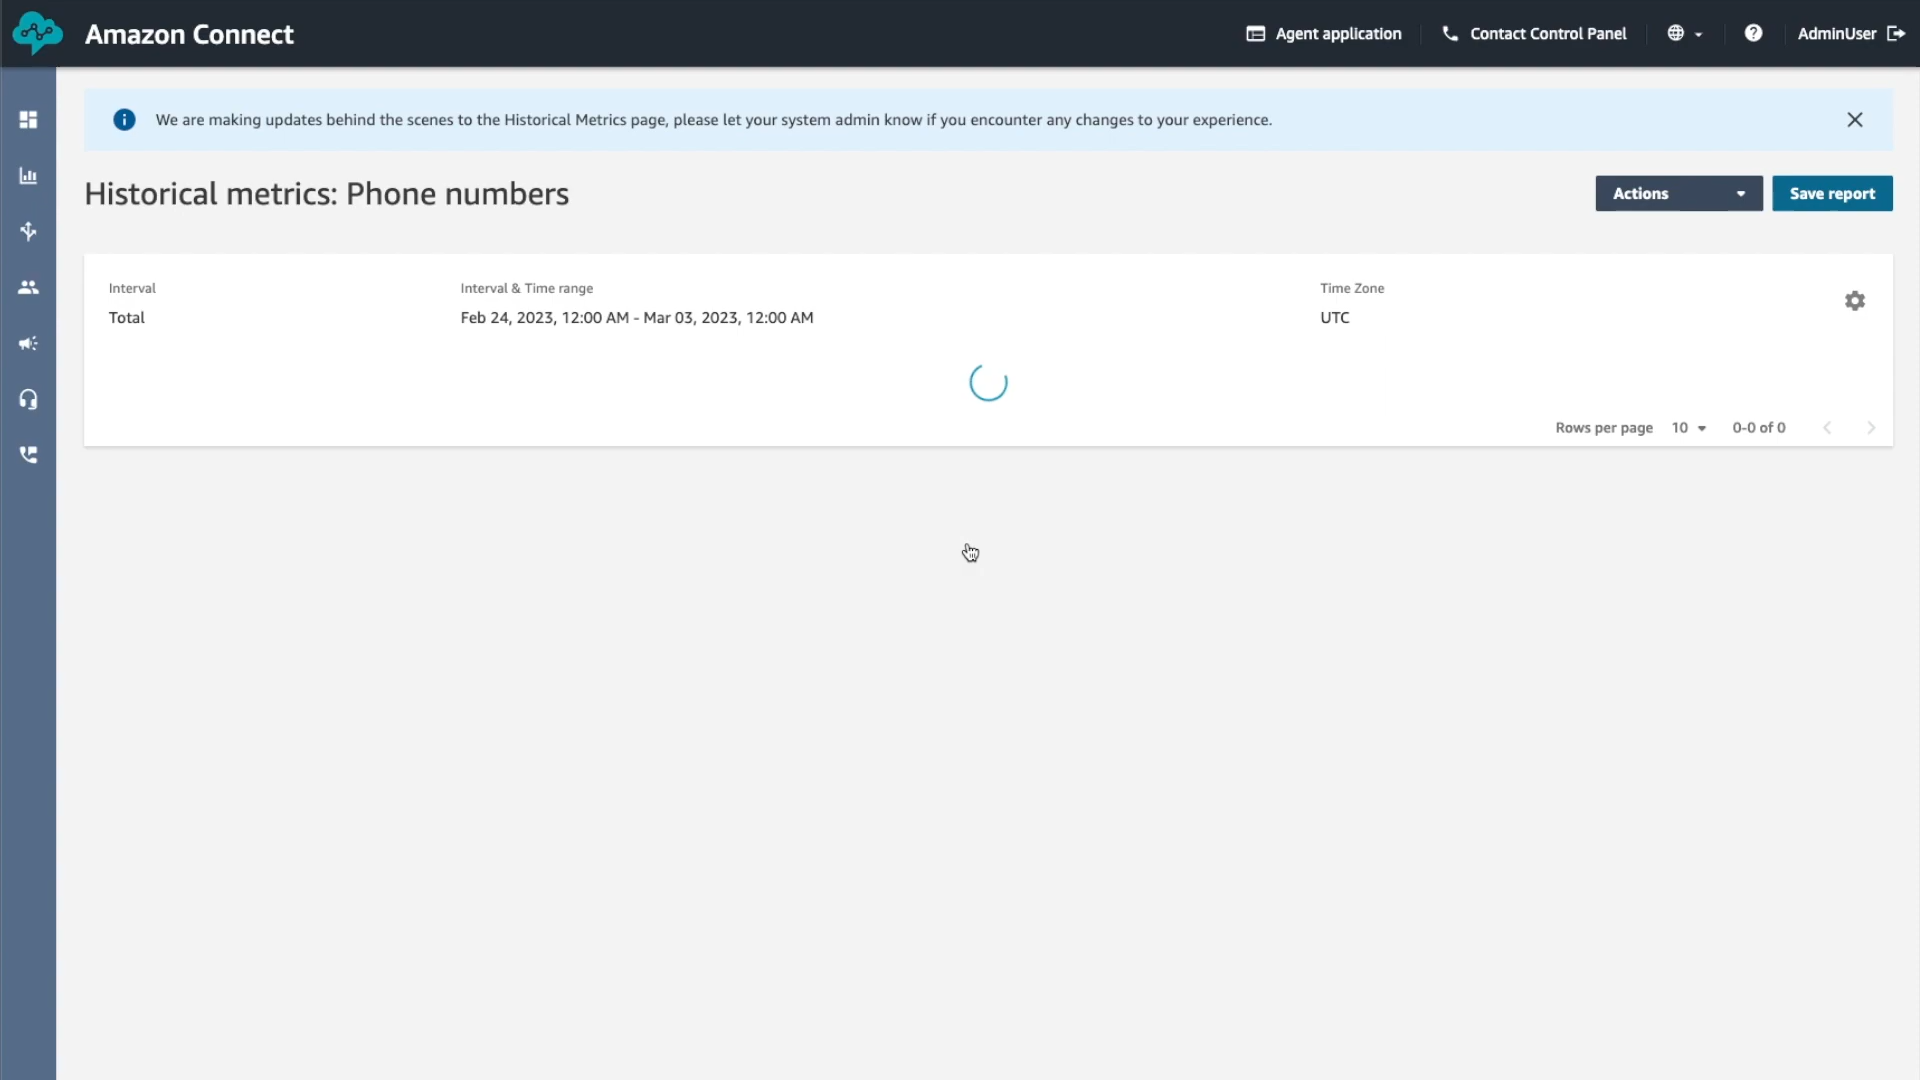 Amazon Connect
Agent application
Contact Control Panel
AdminUser
We are making updates behind the scenes to the Historical Metrics page, please let your system admin know if you encounter any changes to your experience.
Historical metrics: Phone numbers
Actions
Save report
Interval
Total
Interval & Time range
Feb 24, 2023, 12:00 AM - Mar 03, 2023, 12:00 AM
Time Zone
UTC
Rows per page 10 0-0 of 0